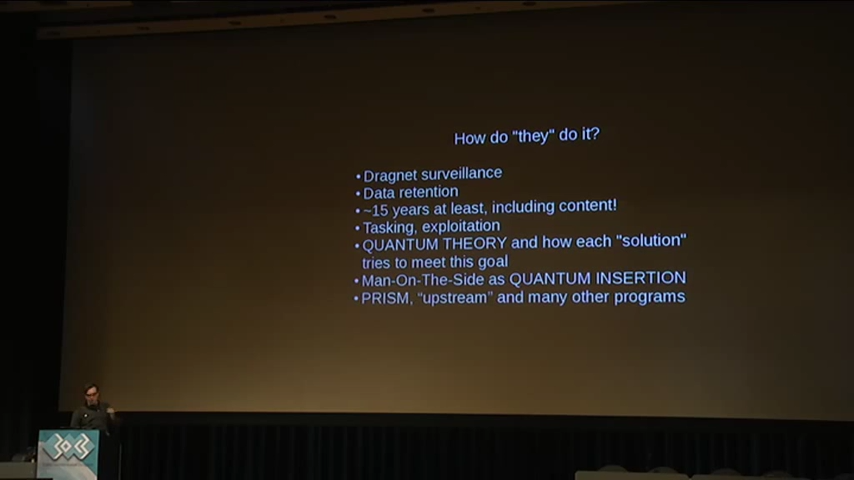 How do "they" do it?
• Dragnet surveillance
• Data retention
• ~15 years at least, including content!
• Tasking, exploitation
• QUANTUM THEORY and how each "solution"
tries to meet this goal
• Man-On-The-Side as QUANTUM INSERTION
• PRISM, "upstream" and many other programs
30C3